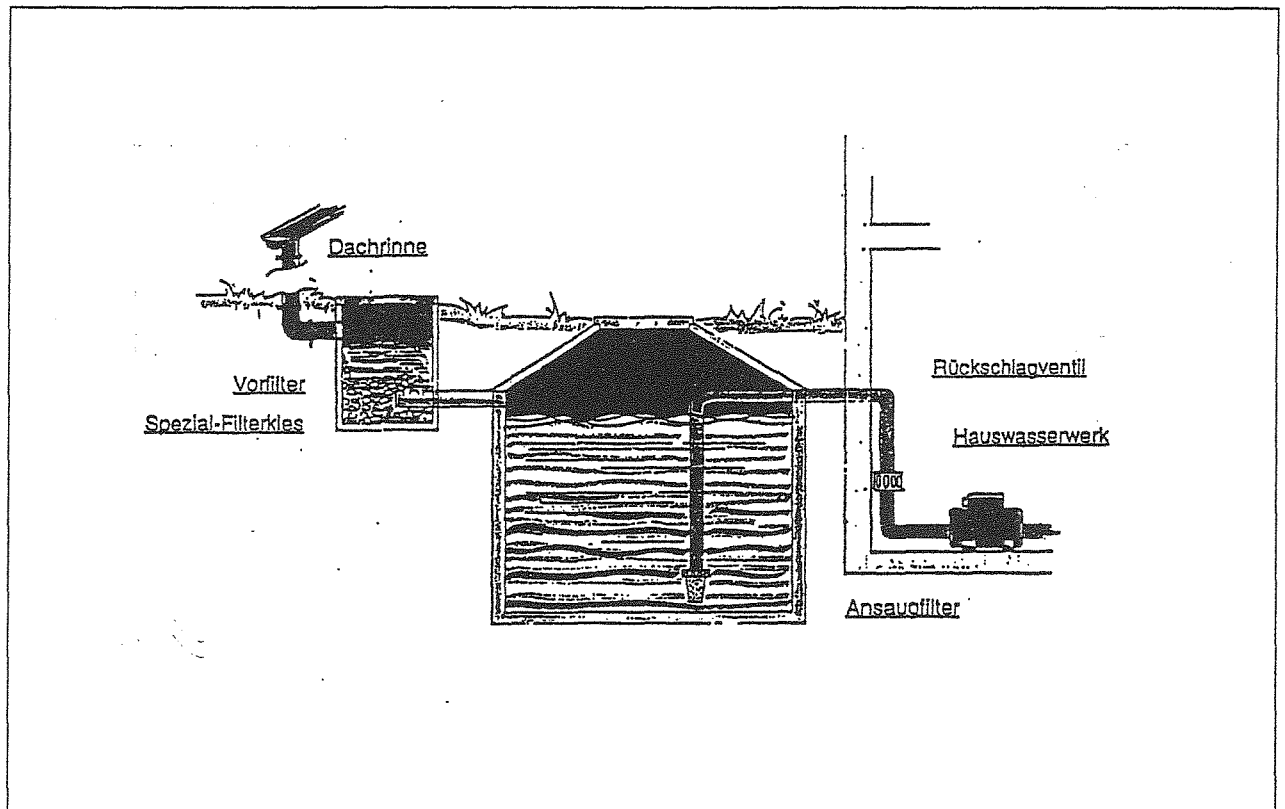 Dachrinne
Vorfilter
Spezial-Filterkies
Rückschlagventil
Hauswasserwerk
Ansaugfilter